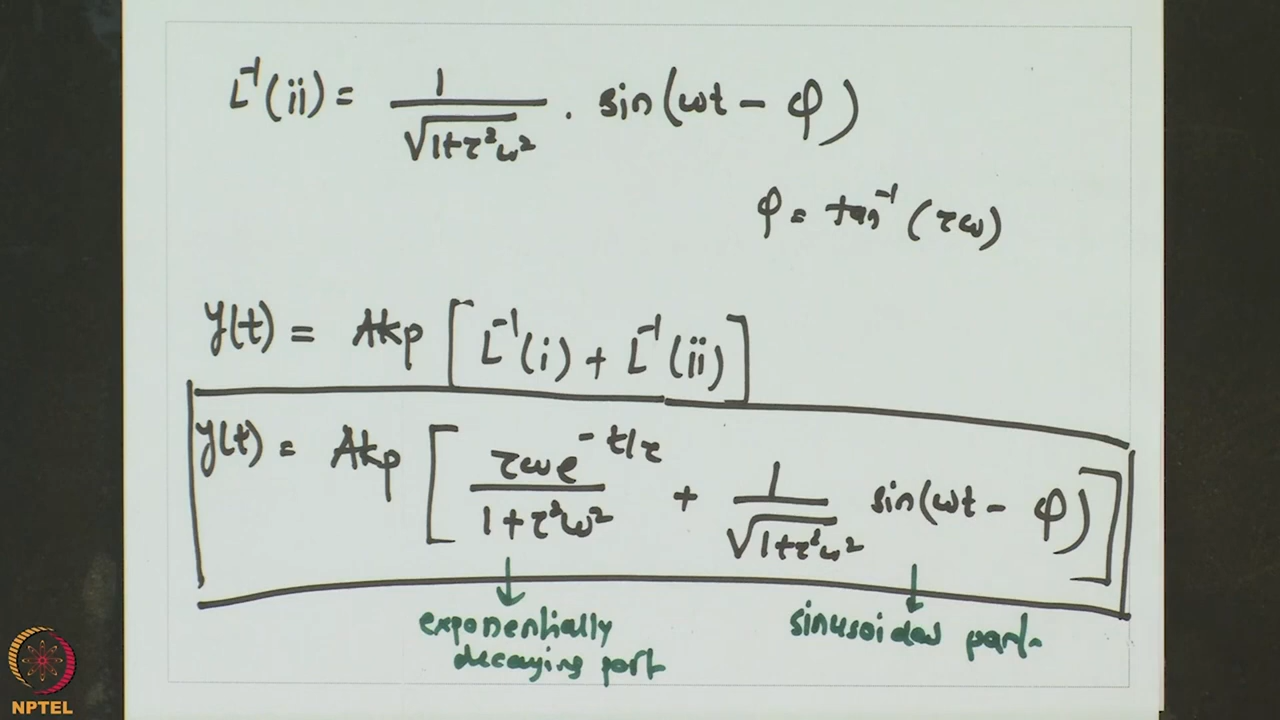 L⁻¹(ii) = 1/√(1+τ²ω²) . sin(ωt - φ)
φ = tan⁻¹(τω)
y(t) = Akp [L⁻¹(i) + L⁻¹(ii)]
y(t) = Akp [τωe^(-t/τ)/(1+τ²ω²) + 1/√(1+τ²ω²) sin(ωt - φ)]
exponentially decaying part
sinusoidal part
NPTEL